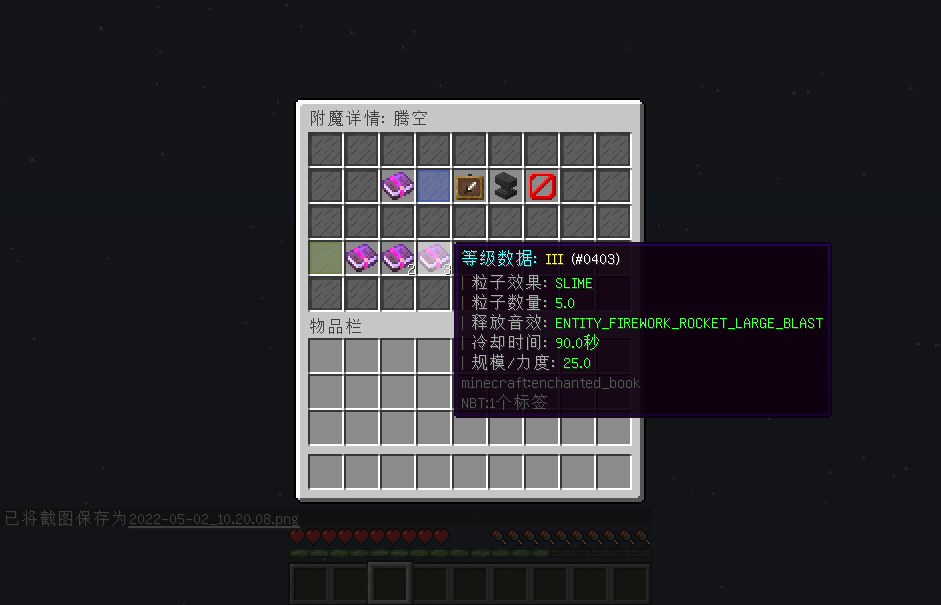 附魔详情: 腾空
2
3
等级数据: III (#0403)
| 粒子效果: SLIME
| 粒子数量: 5.0
| 释放音效: ENTITY_FIREWORK_ROCKET_LARGE_BLAST
| 冷却时间: 90.0秒
| 规模/力度: 25.0
minecraft:enchanted_book
NBT:1个标签
物品栏
已将截图保存为2022-05-02_10.20.08.png